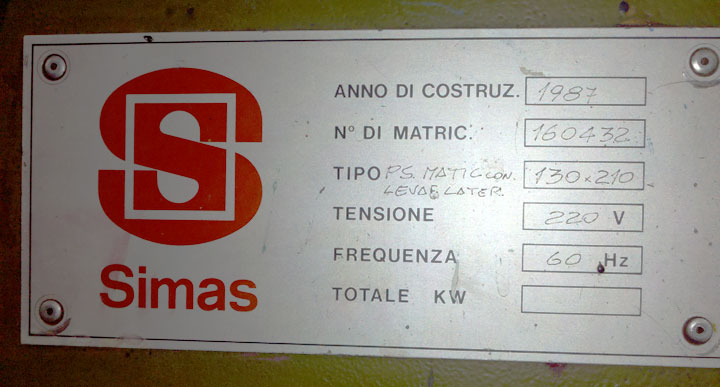 S
Simas
ANNO DI COSTRUZ. 1987
N° DI MATRIC. 160432
TIPO P.S. MATIC CON. 130x210
LEVAF LATER.
TENSIONE 220 V
FREQUENZA 60 Hz
TOTALE KW